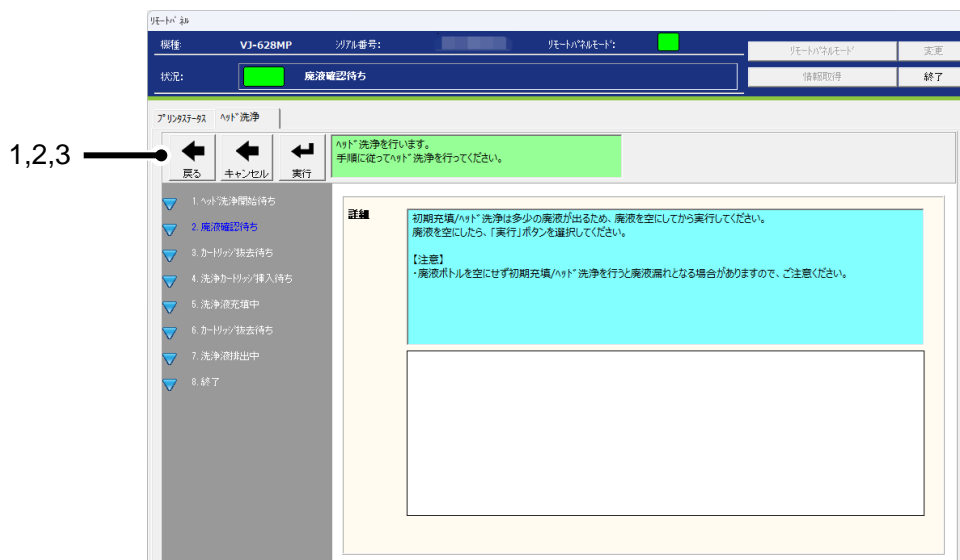 リモートパネル
機種: VJ-628MP シリアル番号: リモートパネルモード: リモートパネルモード 変更
状況: 廃液確認待ち 情報取得 終了
プリンタステータス ヘッド洗浄
1,2,3
戻る キャンセル 実行
ヘッド洗浄を行います。
手順に従ってヘッド洗浄を行ってください。
1. ヘッド洗浄開始待ち
2. 廃液確認待ち
3. カートリッジ抜去待ち
4. 洗浄カートリッジ挿入待ち
5. 洗浄液充填中
6. カートリッジ抜去待ち
7. 洗浄液排出中
8. 終了
詳細
初期充填/ヘッド洗浄は多少の廃液が出るため、廃液を空にしてから実行してください。
廃液を空にしたら、「実行」ボタンを選択してください。
【注意】
・廃液ボトルを空にせず初期充填/ヘッド洗浄を行うと廃液漏れとなる場合がありますので、ご注意ください。